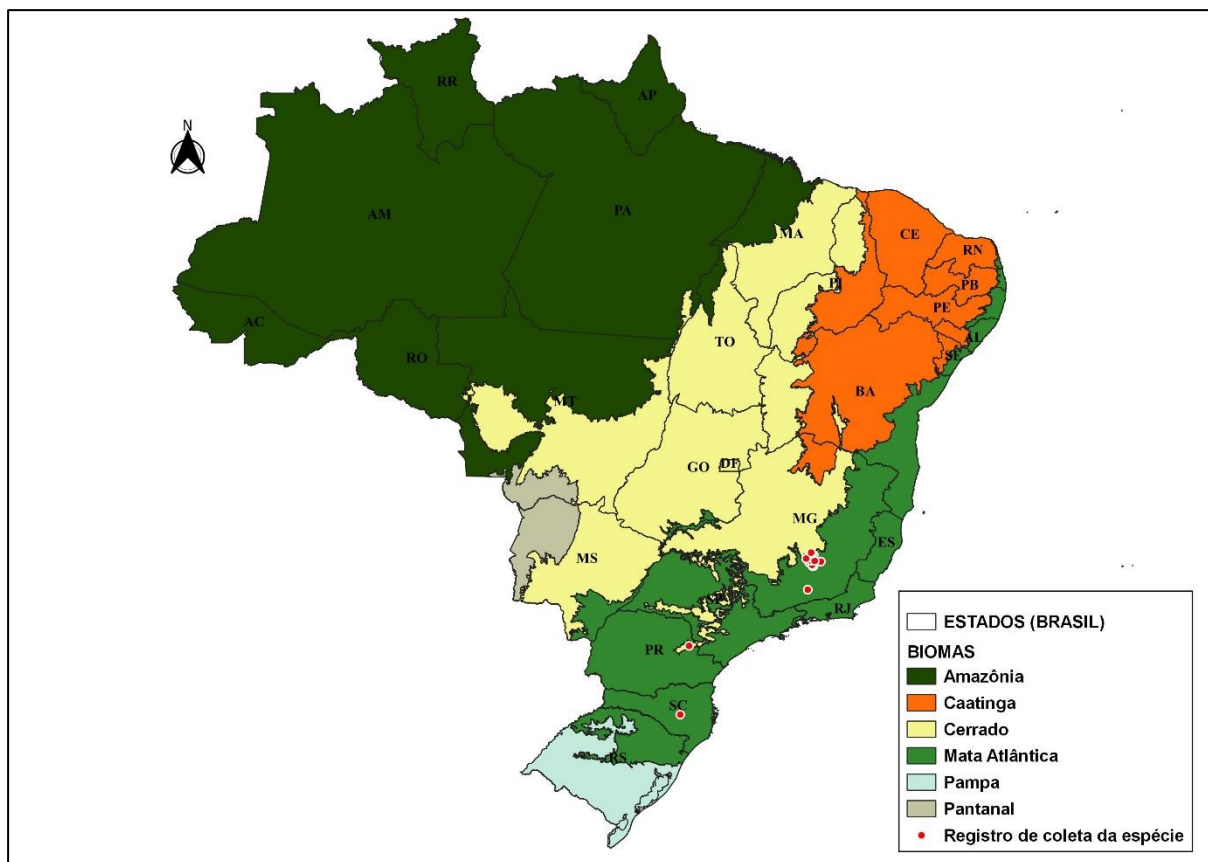 N
RR
AP
AM
PA
MA
CE
RN
PB
PI
PE
AC
AL
TO
SE
RO
BA
MT
GO
DF
MG
ES
MS
RJ
PR
SC
RS
ESTADOS (BRASIL)
BIOMAS
Amazônia
Caatinga
Cerrado
Mata Atlântica
Pampa
Pantanal
Registro de coleta da espécie